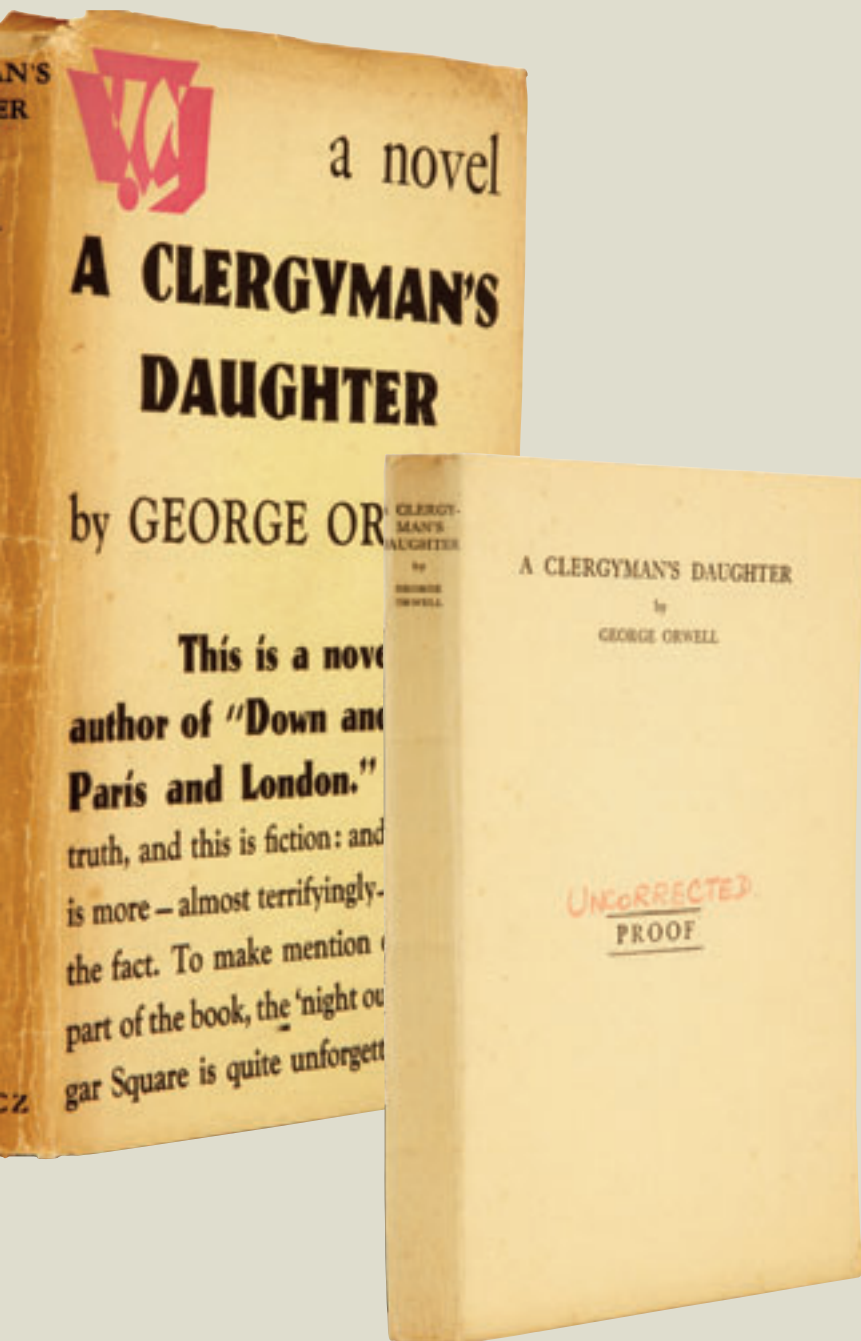 AN'S
ER
CZ
VG
a novel
A CLERGYMAN'S
DAUGHTER
by GEORGE OR
This is a nove
author of "Down and
Paris and London."
truth, and this is fiction: and
is more – almost terrifyingly-
the fact. To make mention
part of the book, the 'night ou
gar Square is quite unforgett
CLERGY-
MAN'S
DAUGHTER
by
GEORGE
ORWELL
A CLERGYMAN'S DAUGHTER
by
GEORGE ORWELL
UNCORRECTED
PROOF